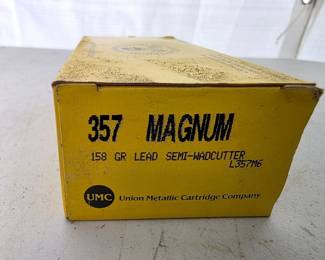 357 MAGNUM
158 GR LEAD SEMI-WADCUTTER
L357M6
UMC Union Metallic Cartridge Company